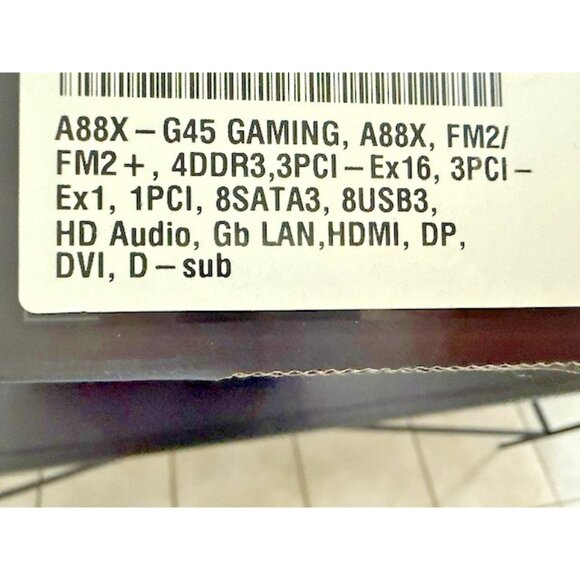 A88X-G45 GAMING, A88X, FM2/
FM2+, 4DDR3,3PCI-Ex16, 3PCI-
Ex1, 1PCI, 8SATA3, 8USB3,
HD Audio, Gb LAN,HDMI, DP,
DVI, D-sub